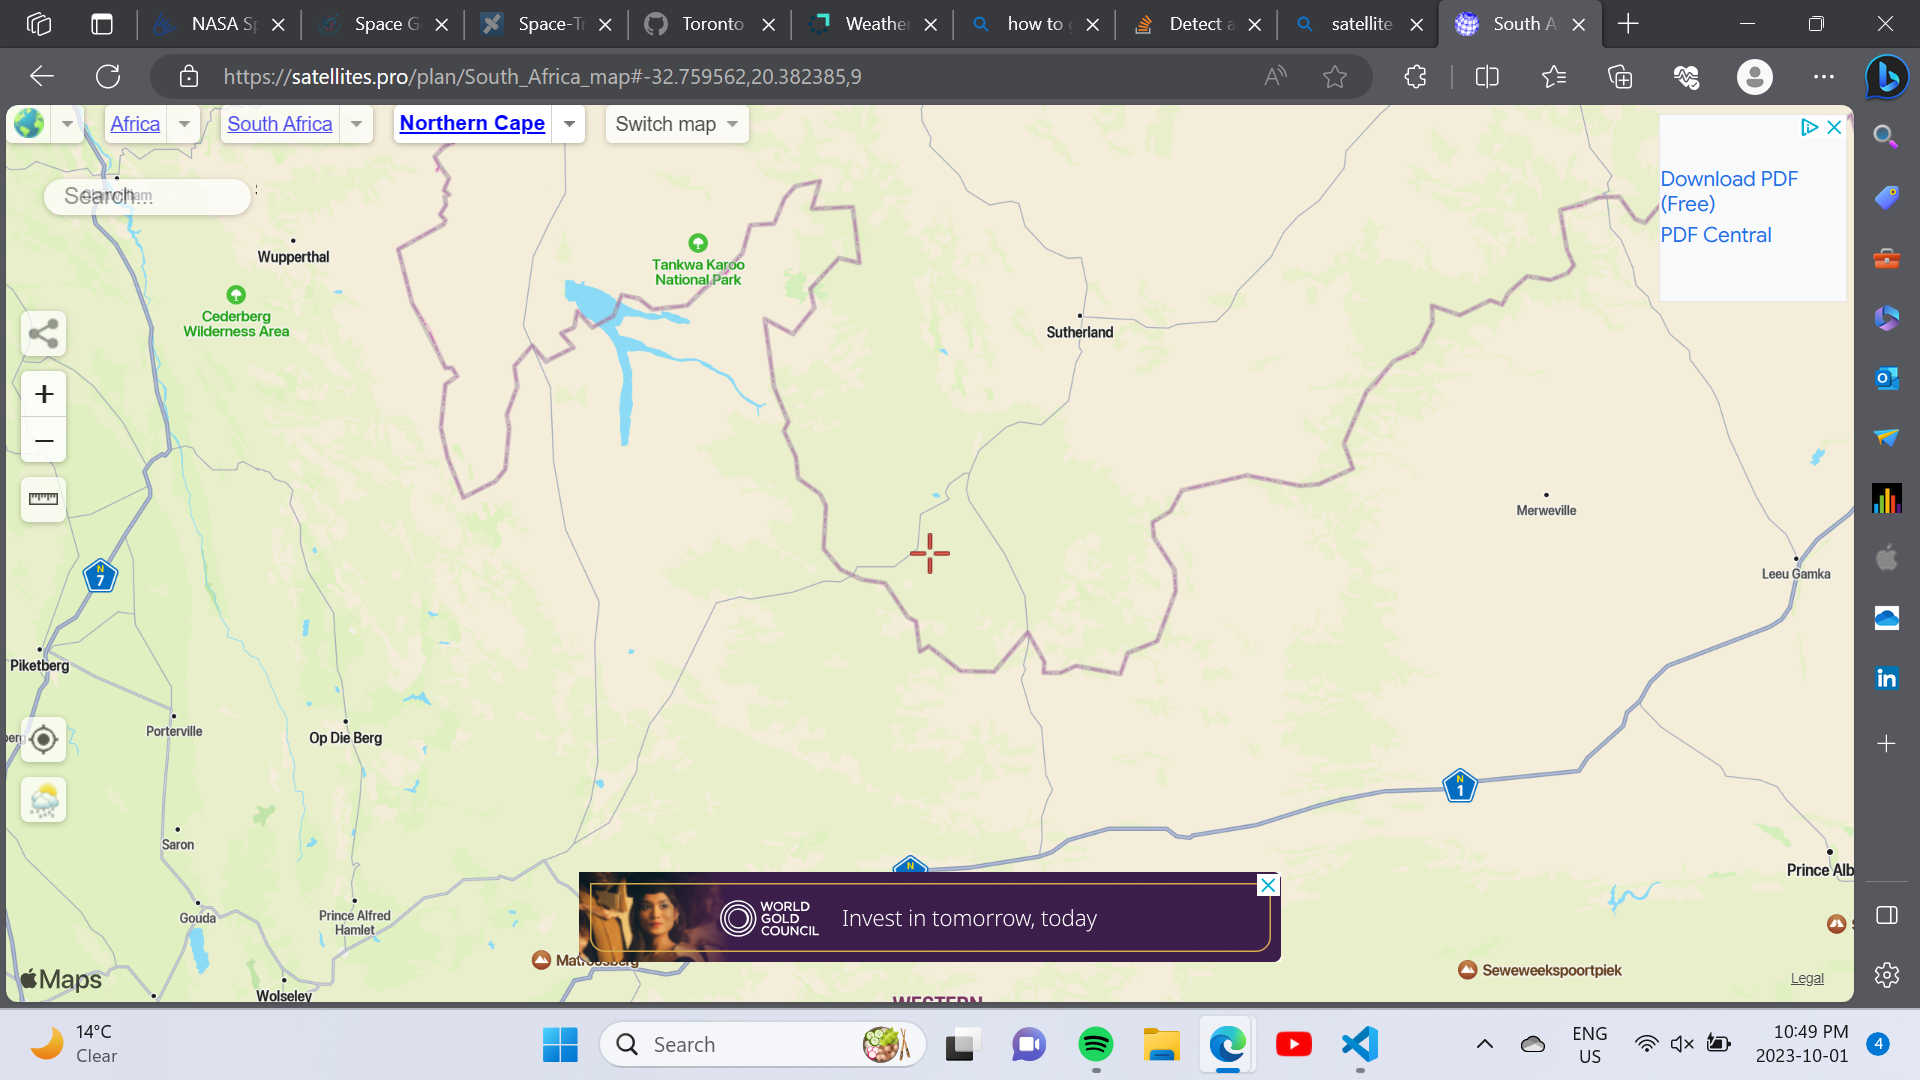 NASA Sp
Space G
Space-Tr
Toronto
Weather
how to g
Detect a
satellite
South A
https://satellites.pro/plan/South_Africa_map#-32.759562,20.382385,9
Africa
South Africa
Northern Cape
Switch map
Search...
Download PDF
(Free)
PDF Central
Wupperthal
Tankwa Karoo
National Park
Cederberg
Wilderness Area
Sutherland
Merweville
Leeu Gamka
N
7
Piketberg
Porterville
Op Die Berg
berg
N
1
Saron
N
Prince Alb
Gouda
Prince Alfred
Hamlet
WORLD
GOLD
COUNCIL
Invest in tomorrow, today
Matroosberg
Seweweekspoortpiek
Maps
Legal
Wolseley
WESTERN
14°C
Clear
Search
ENG
US
10:49 PM
2023-10-01
4